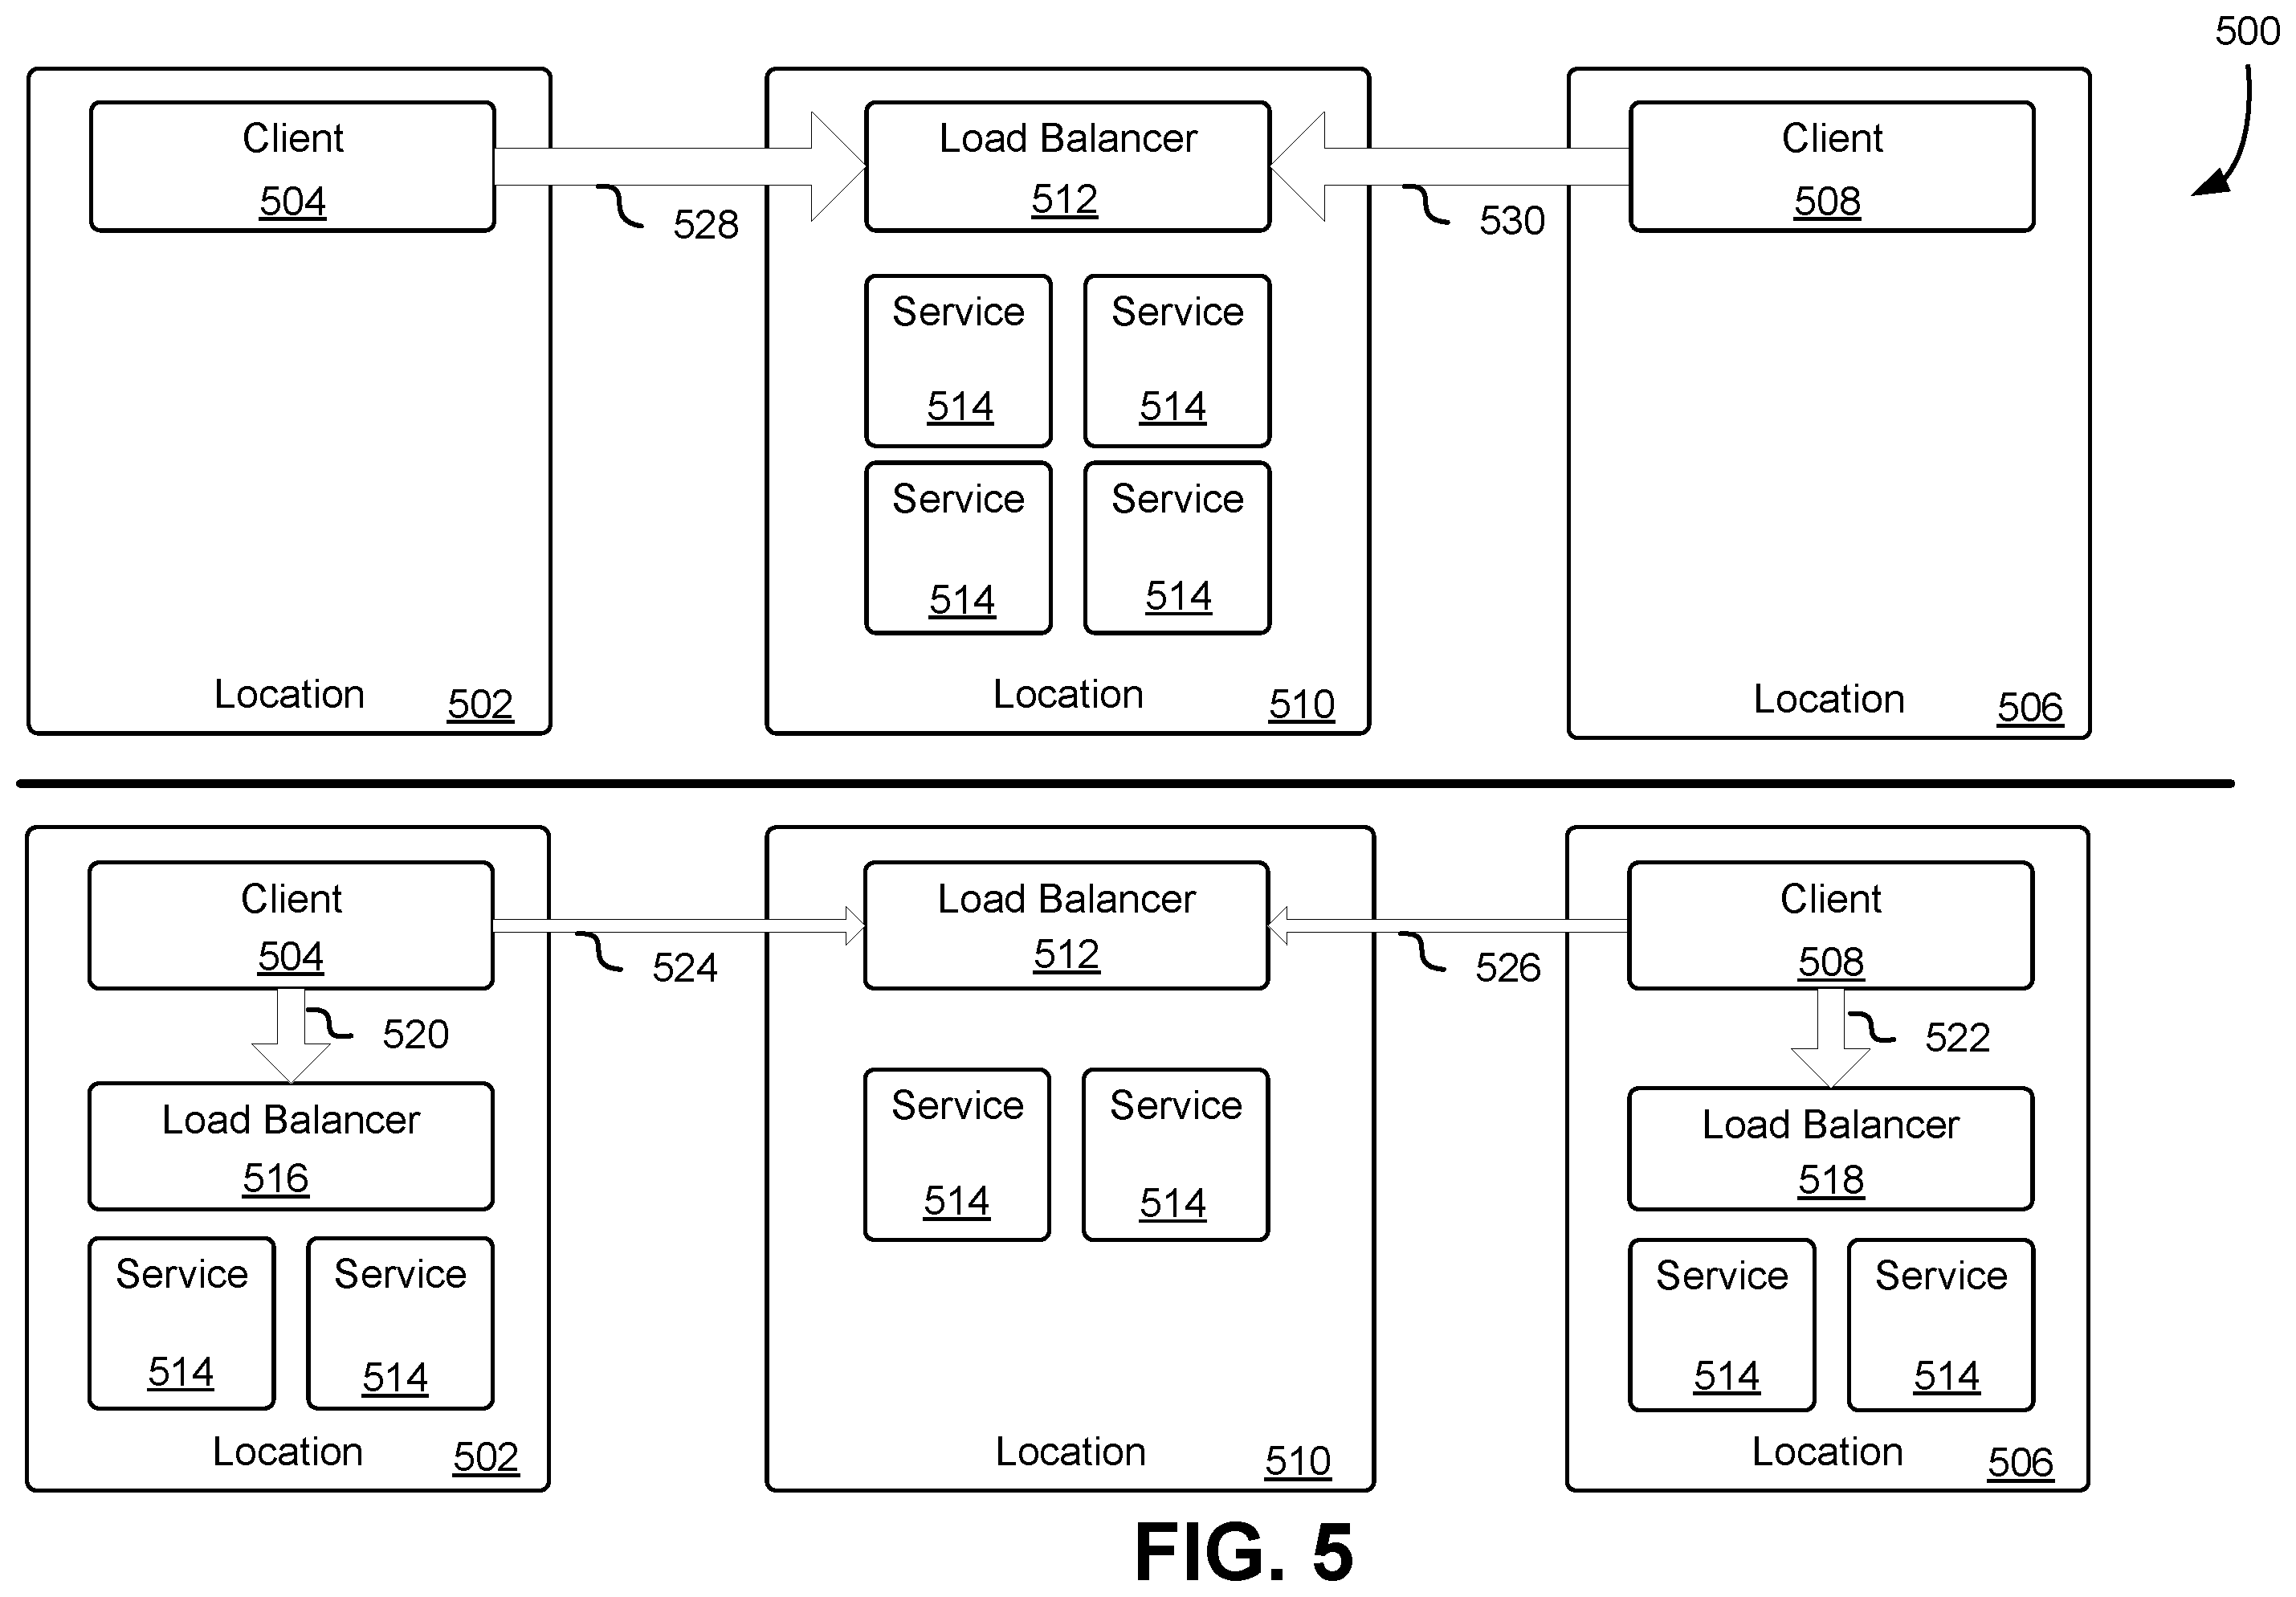 500
Client
504
528
Load Balancer
512
530
Client
508
Service
514
Service
514
Service
514
Service
514
Location
502
Location
510
Location
506
Client
504
524
Load Balancer
512
526
Client
508
520
522
Load Balancer
516
Service
514
Service
514
Load Balancer
518
Service
514
Service
514
Service
514
Service
514
Location
502
Location
510
Location
506
FIG. 5